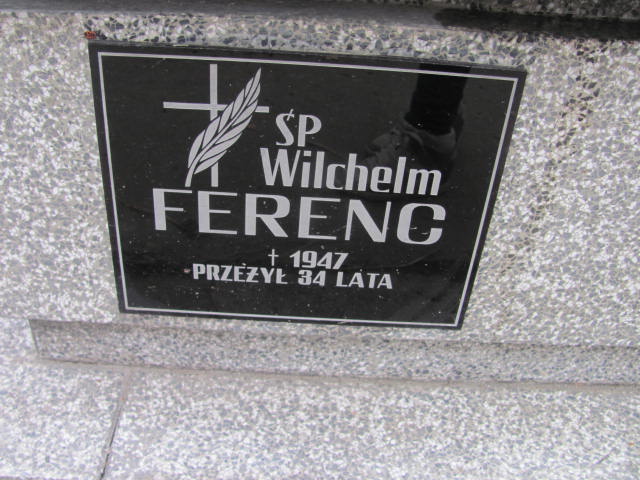 ŚP
Wilchelm
FERENC
† 1947
PRZEŻYŁ 34 LATA